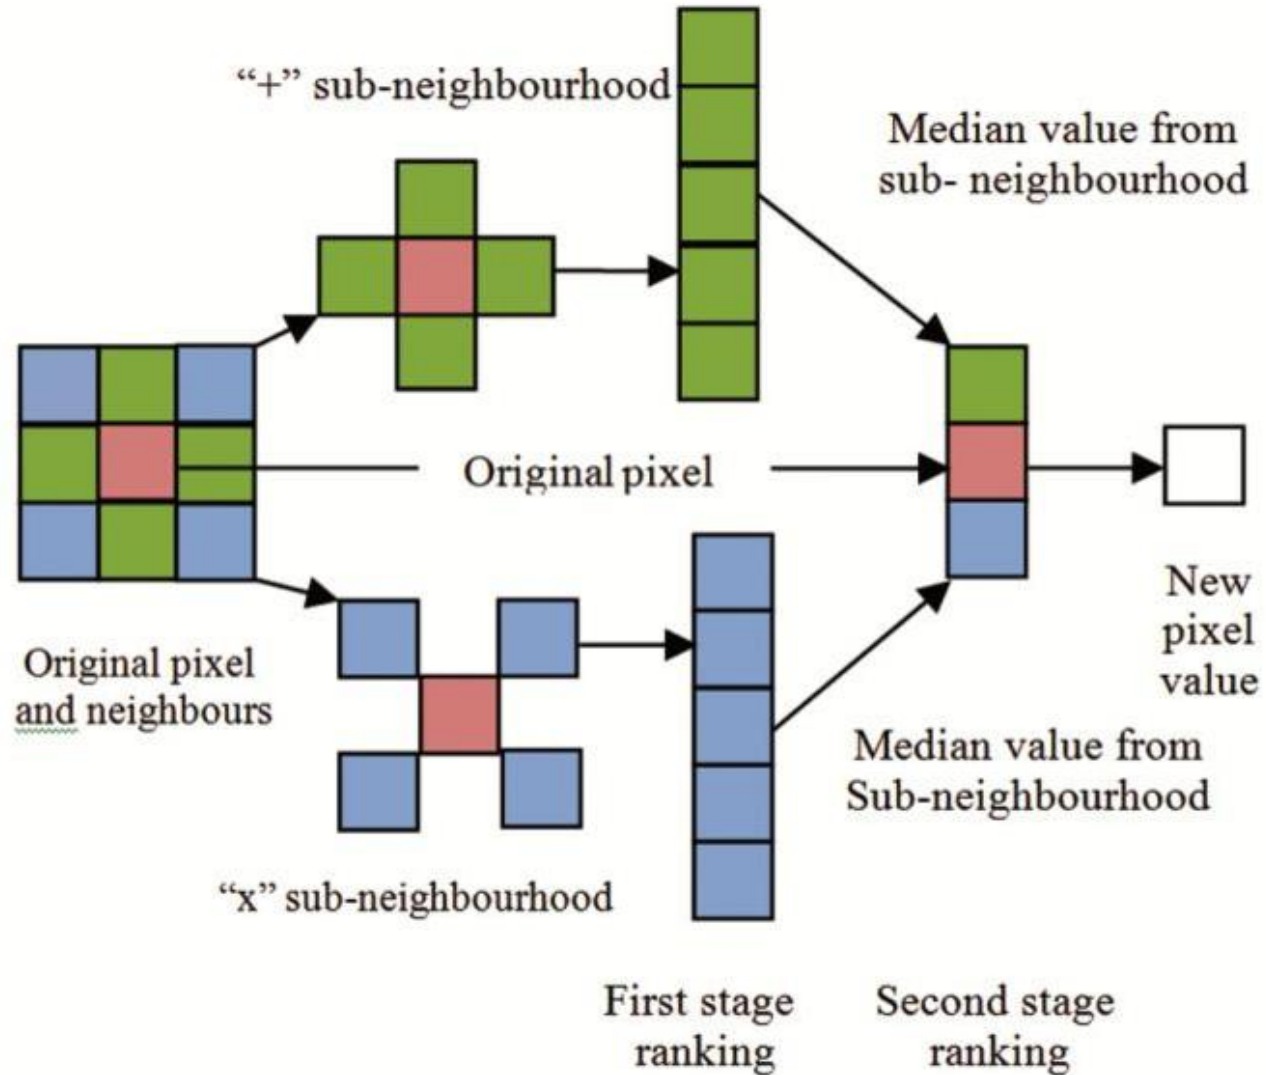 “+” sub-neighbourhood
Median value from
sub- neighbourhood
Original pixel
Original pixel
and neighbours
New
pixel
value
Median value from
Sub-neighbourhood
“x” sub-neighbourhood
First stage
ranking
Second stage
ranking